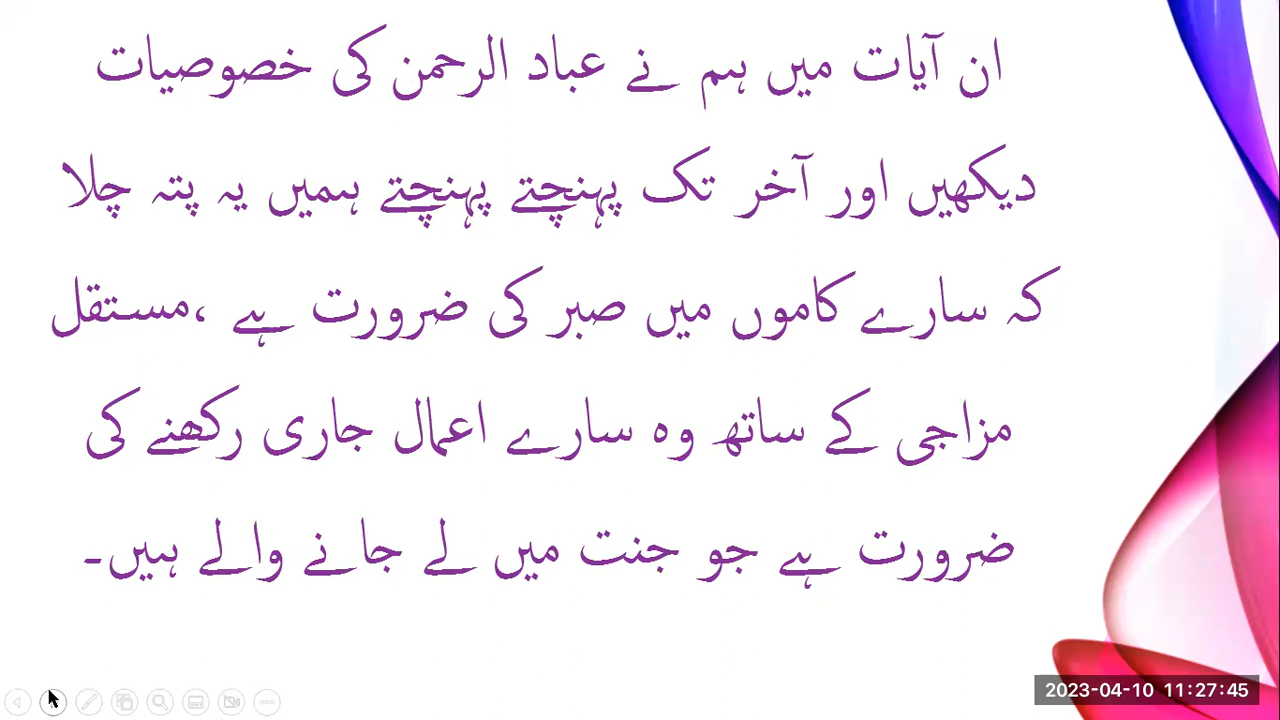 ان آیات میں ہم نے عباد الرحمن کی خصوصیات
دیکھیں اور آخر تک پہنچتے پہنچتے ہمیں یہ پتہ چلا
کہ سارے کاموں میں صبر کی ضرورت ہے ،مستقل
مزاجی کے ساتھ وہ سارے اعمال جاری رکھنے کی
ضرورت ہے جو جنت میں لے جانے والے ہیں۔
2023-04-10 11:27:45